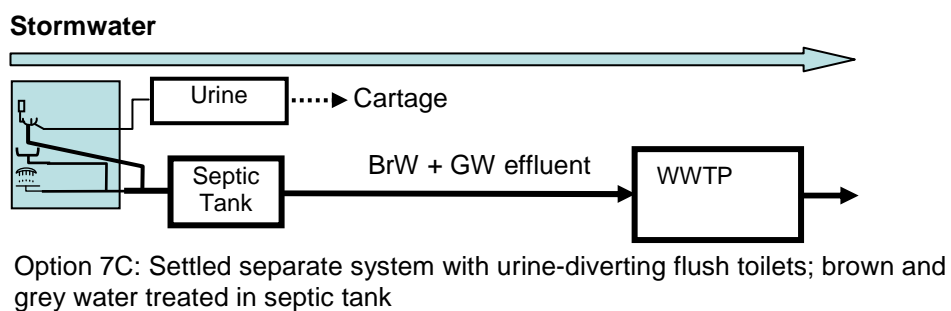 Stormwater
Urine
Cartage
BrW + GW effluent
Septic
Tank
WWTP
Option 7C: Settled separate system with urine-diverting flush toilets; brown and
grey water treated in septic tank